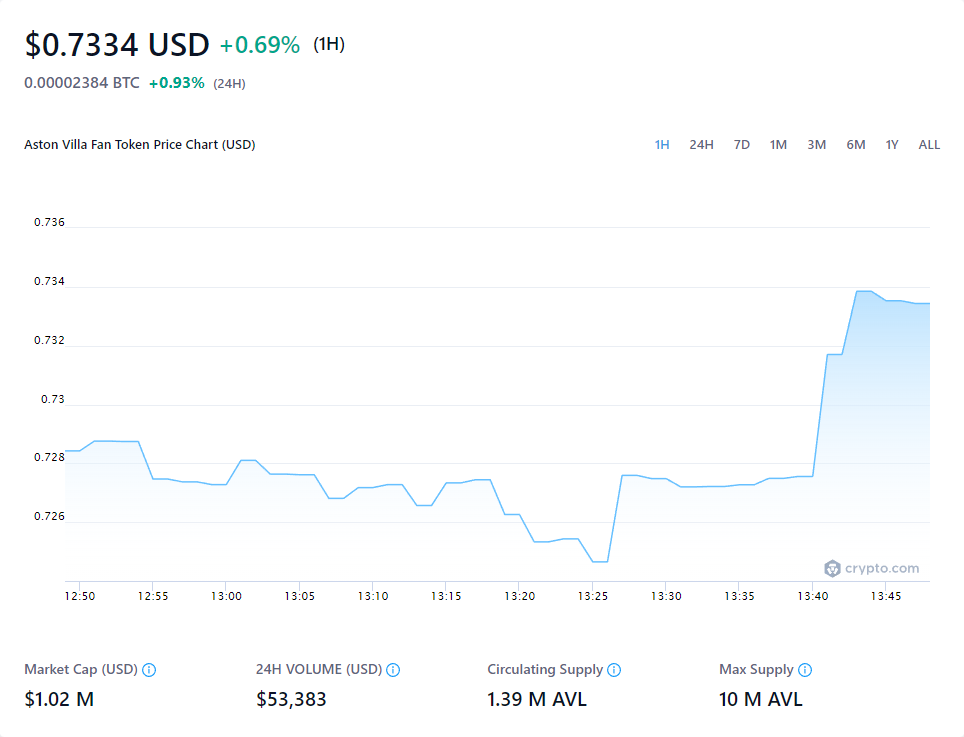 $0.7334 USD +0.69% (1H)
0.00002384 BTC +0.93% (24H)
Aston Villa Fan Token Price Chart (USD) 1H 24H 7D 1M 3M 6M 1Y ALL
0.736
0.734
0.732
0.73
0.728
0.726
crypto.com
12:50 12:55 13:00 13:05 13:10 13:15 13:20 13:25 13:30 13:35 13:40 13:45
Market Cap (USD) 24H VOLUME (USD) Circulating Supply Max Supply
$1.02 M $53,383 1.39 M AVL 10 M AVL